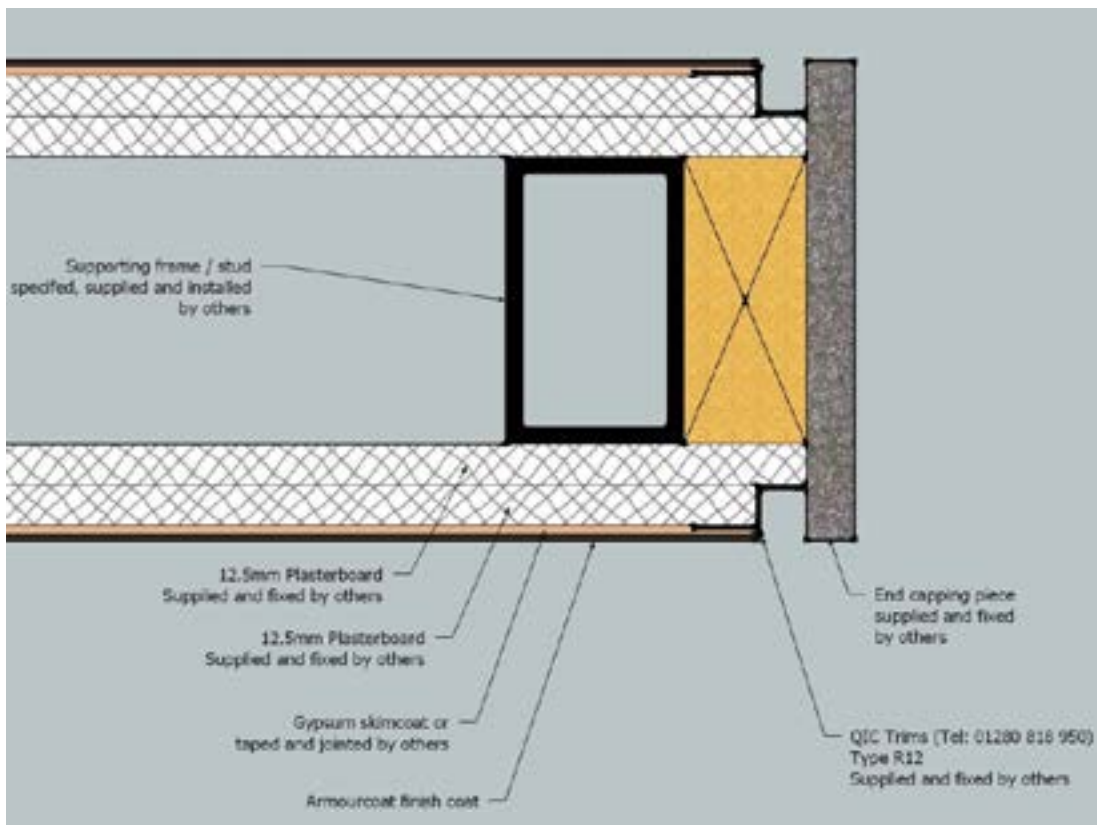 Supporting frame / stud
specifed, supplied and installed
by others
12.5mm Plasterboard
Supplied and fixed by others
12.5mm Plasterboard
Supplied and fixed by others
Gypsum skimcoat or
taped and jointed by others
Armourcoat finish coat
End capping piece
supplied and fixed
by others
QIC Trims (Tel: 01280 818 950)
Type R12
Supplied and fixed by others